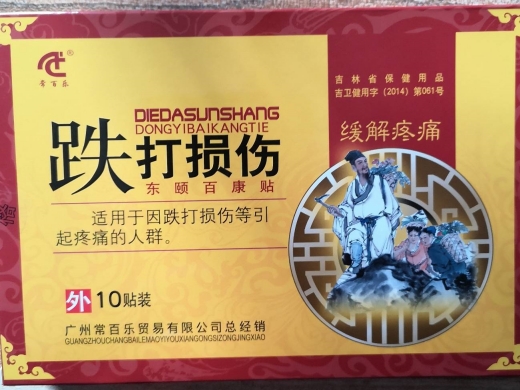 常百乐
®
吉林省保健用品
吉卫健用字（2014）第061号
DIEDASUNSHANG
DONGYIBAIKANGTIE
跌打损伤
东颐百康贴
缓解疼痛
适用于因跌打损伤等引
起疼痛的人群。
外 10贴装
广州常百乐贸易有限公司总经销
GUANGZHOUCHANGBAILEMAOYIYOUXIANGONGSIZONGJINGXIAO